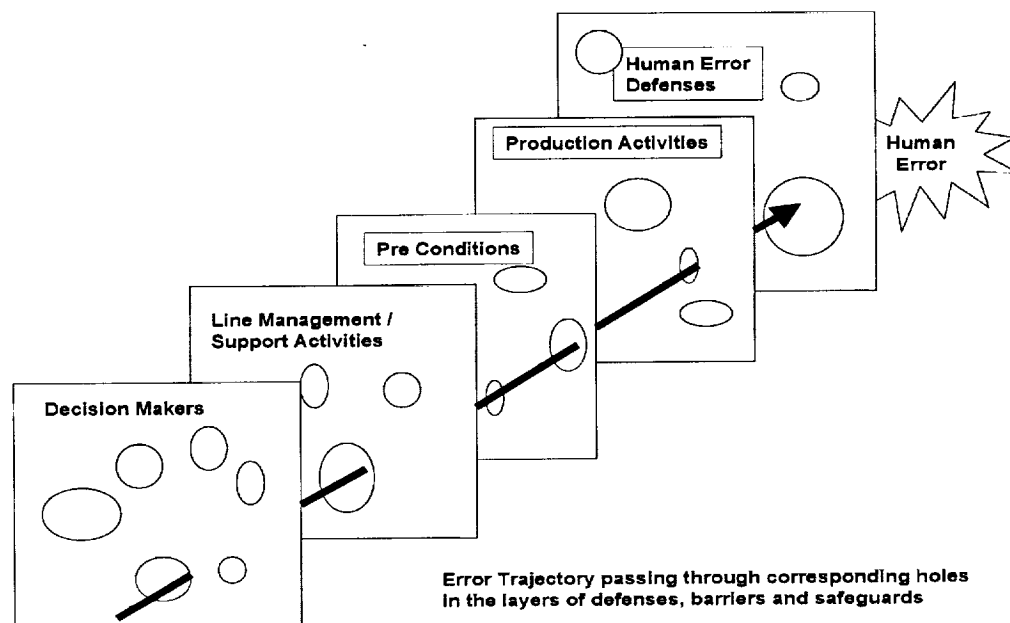 Human Error
Defenses
Production Activities
Human
Error
Pre Conditions
Line Management /
Support Activities
Decision Makers
Error Trajectory passing through corresponding holes
in the layers of defenses, barriers and safeguards